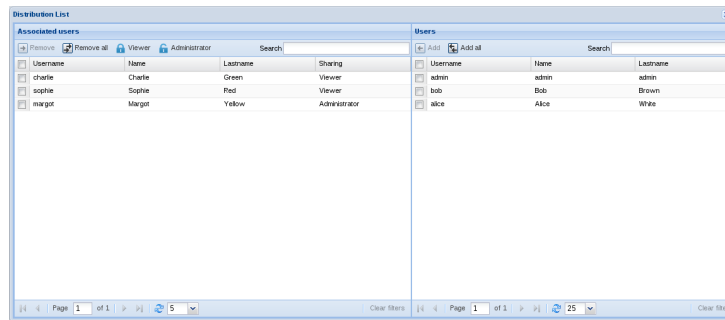 Distribution List
Associated users
Remove Remove all Viewer Administrator Search
Username Name Lastname Sharing
charlie Charlie Green Viewer
sophie Sophie Red Viewer
margot Margot Yellow Administrator
Page 1 of 1 5 Clear filters
Users
Add Add all Search
Username Name Lastname
admin admin admin
bob Bob Brown
alice Alice White
Page 1 of 1 25 Clear filte